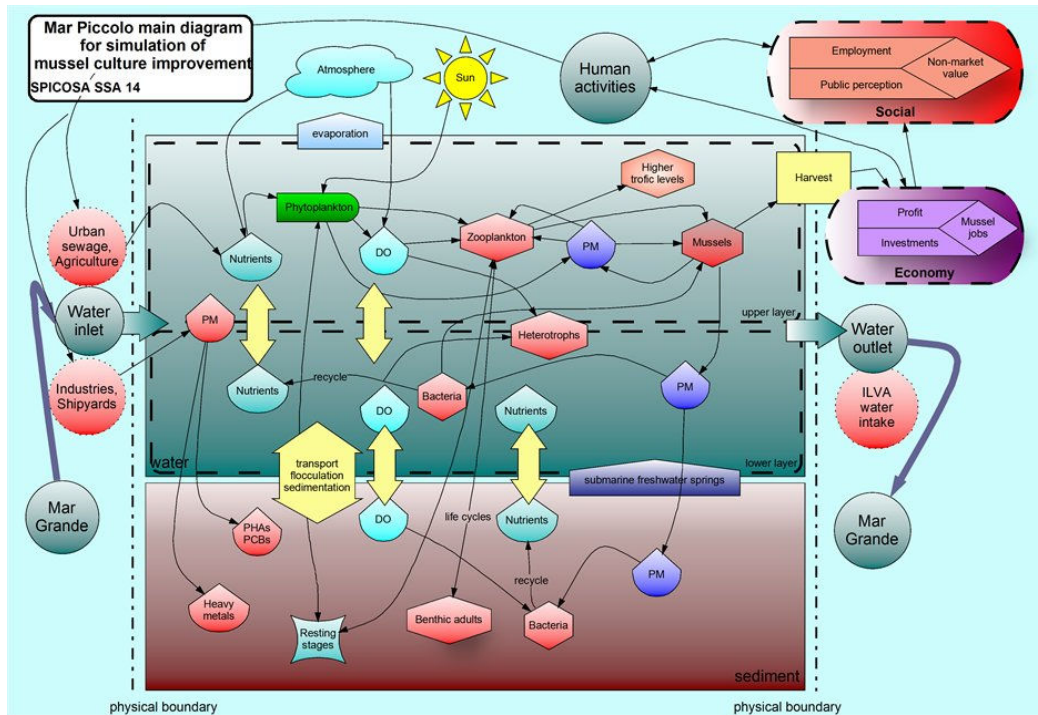 Mar Piccolo main diagram
for simulation of
mussel culture improvement
SPICOSA SSA 14
Atmosphere
Sun
Human
activities
Employment
Public perception
Non-market
value
Social
evaporation
Higher
trofic levels
Harvest
Phytoplankton
Profit
Investments
Mussel
jobs
Economy
Urban
sewage,
Agriculture
Nutrients
DO
Zooplankton
PM
Mussels
Water
inlet
PM
upper layer
Heterotrophs
Water
outlet
Industries,
Shipyards
Nutrients
recycle
Bacteria
PM
DO
Nutrients
ILVA
water
intake
water
transport
flocculation
sedimentation
lower layer
submarine freshwater springs
Mar
Grande
PHAs
PCBs
DO
life cycles
Nutrients
Mar
Grande
PM
recycle
Heavy
metals
Resting
stages
Benthic adults
Bacteria
sediment
physical boundary
physical boundary